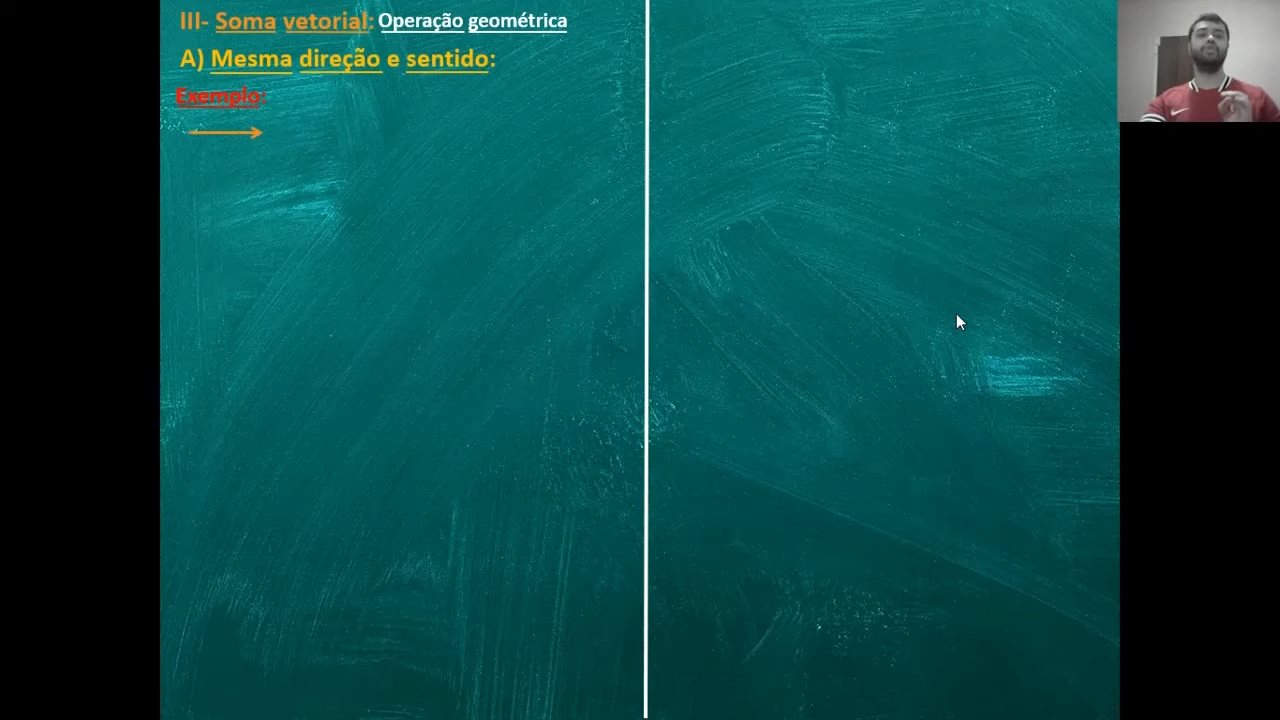 III- Soma vetorial: Operação geométrica
A) Mesma direção e sentido:
Exemplo: